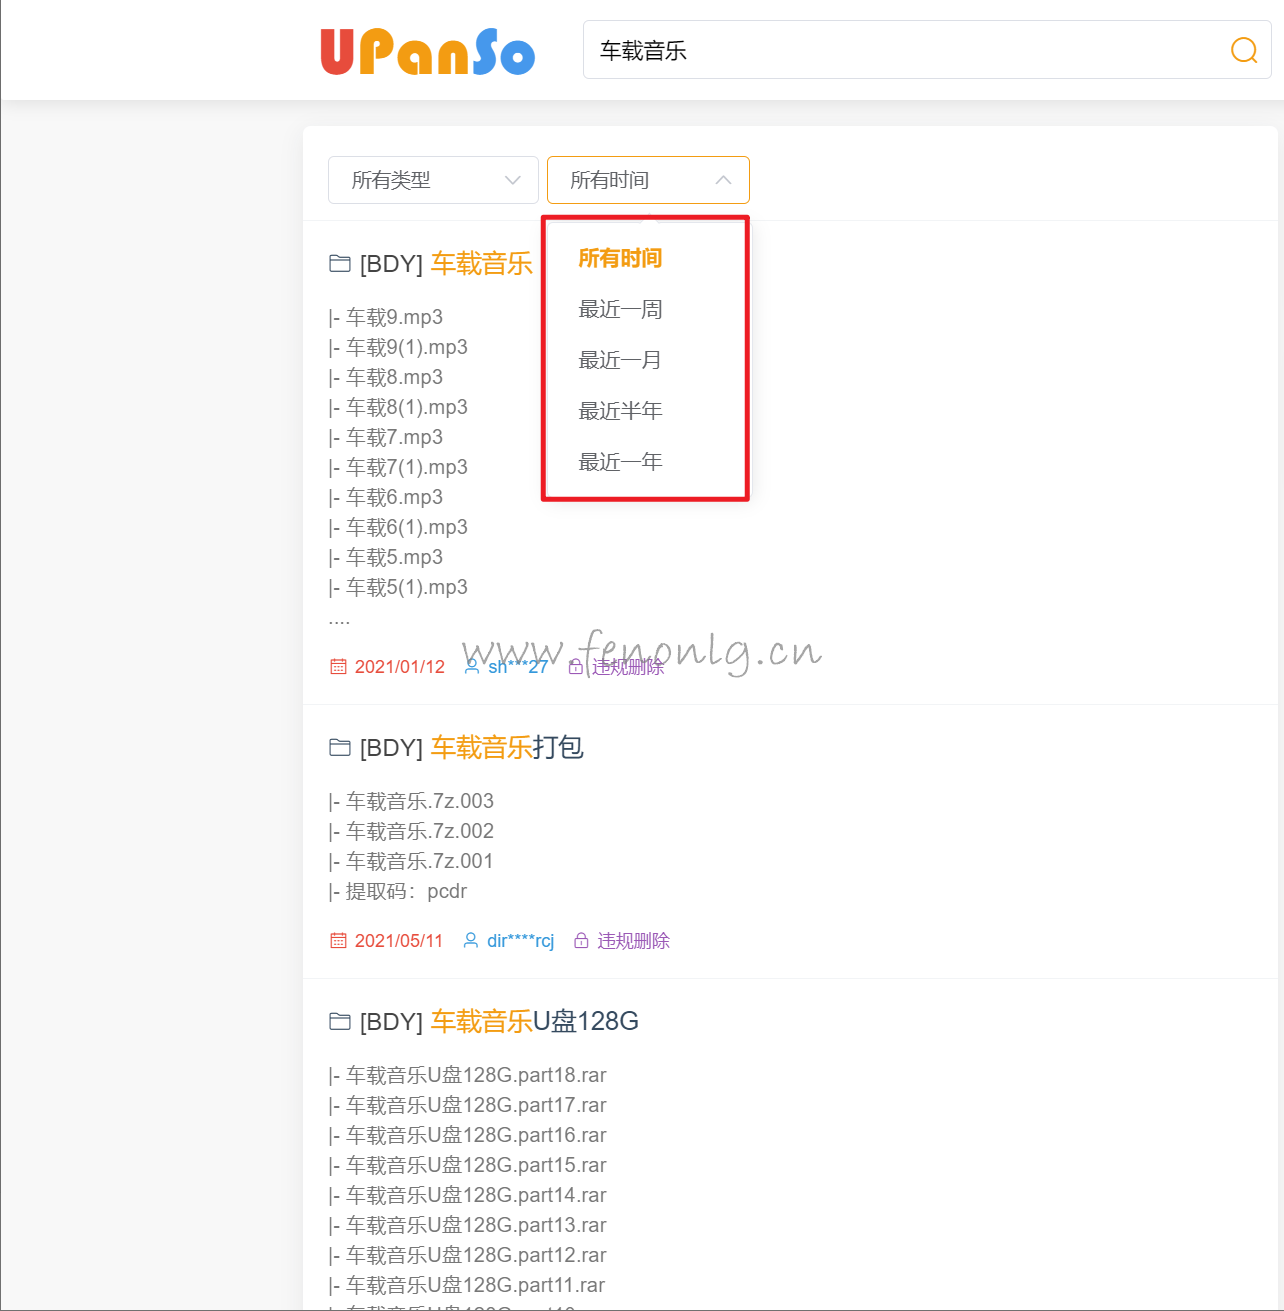 UPanSo
车载音乐
所有类型
所有时间
所有时间
最近一周
最近一月
最近半年
最近一年
[BDY] 车载音乐
|- 车载9.mp3
|- 车载9(1).mp3
|- 车载8.mp3
|- 车载8(1).mp3
|- 车载7.mp3
|- 车载7(1).mp3
|- 车载6.mp3
|- 车载6(1).mp3
|- 车载5.mp3
|- 车载5(1).mp3
....
www.fenonlg.cn
2021/01/12 sh***27 违规删除
[BDY] 车载音乐打包
|- 车载音乐.7z.003
|- 车载音乐.7z.002
|- 车载音乐.7z.001
|- 提取码：pcdr
2021/05/11 dir****rcj 违规删除
[BDY] 车载音乐U盘128G
|- 车载音乐U盘128G.part18.rar
|- 车载音乐U盘128G.part17.rar
|- 车载音乐U盘128G.part16.rar
|- 车载音乐U盘128G.part15.rar
|- 车载音乐U盘128G.part14.rar
|- 车载音乐U盘128G.part13.rar
|- 车载音乐U盘128G.part12.rar
|- 车载音乐U盘128G.part11.rar